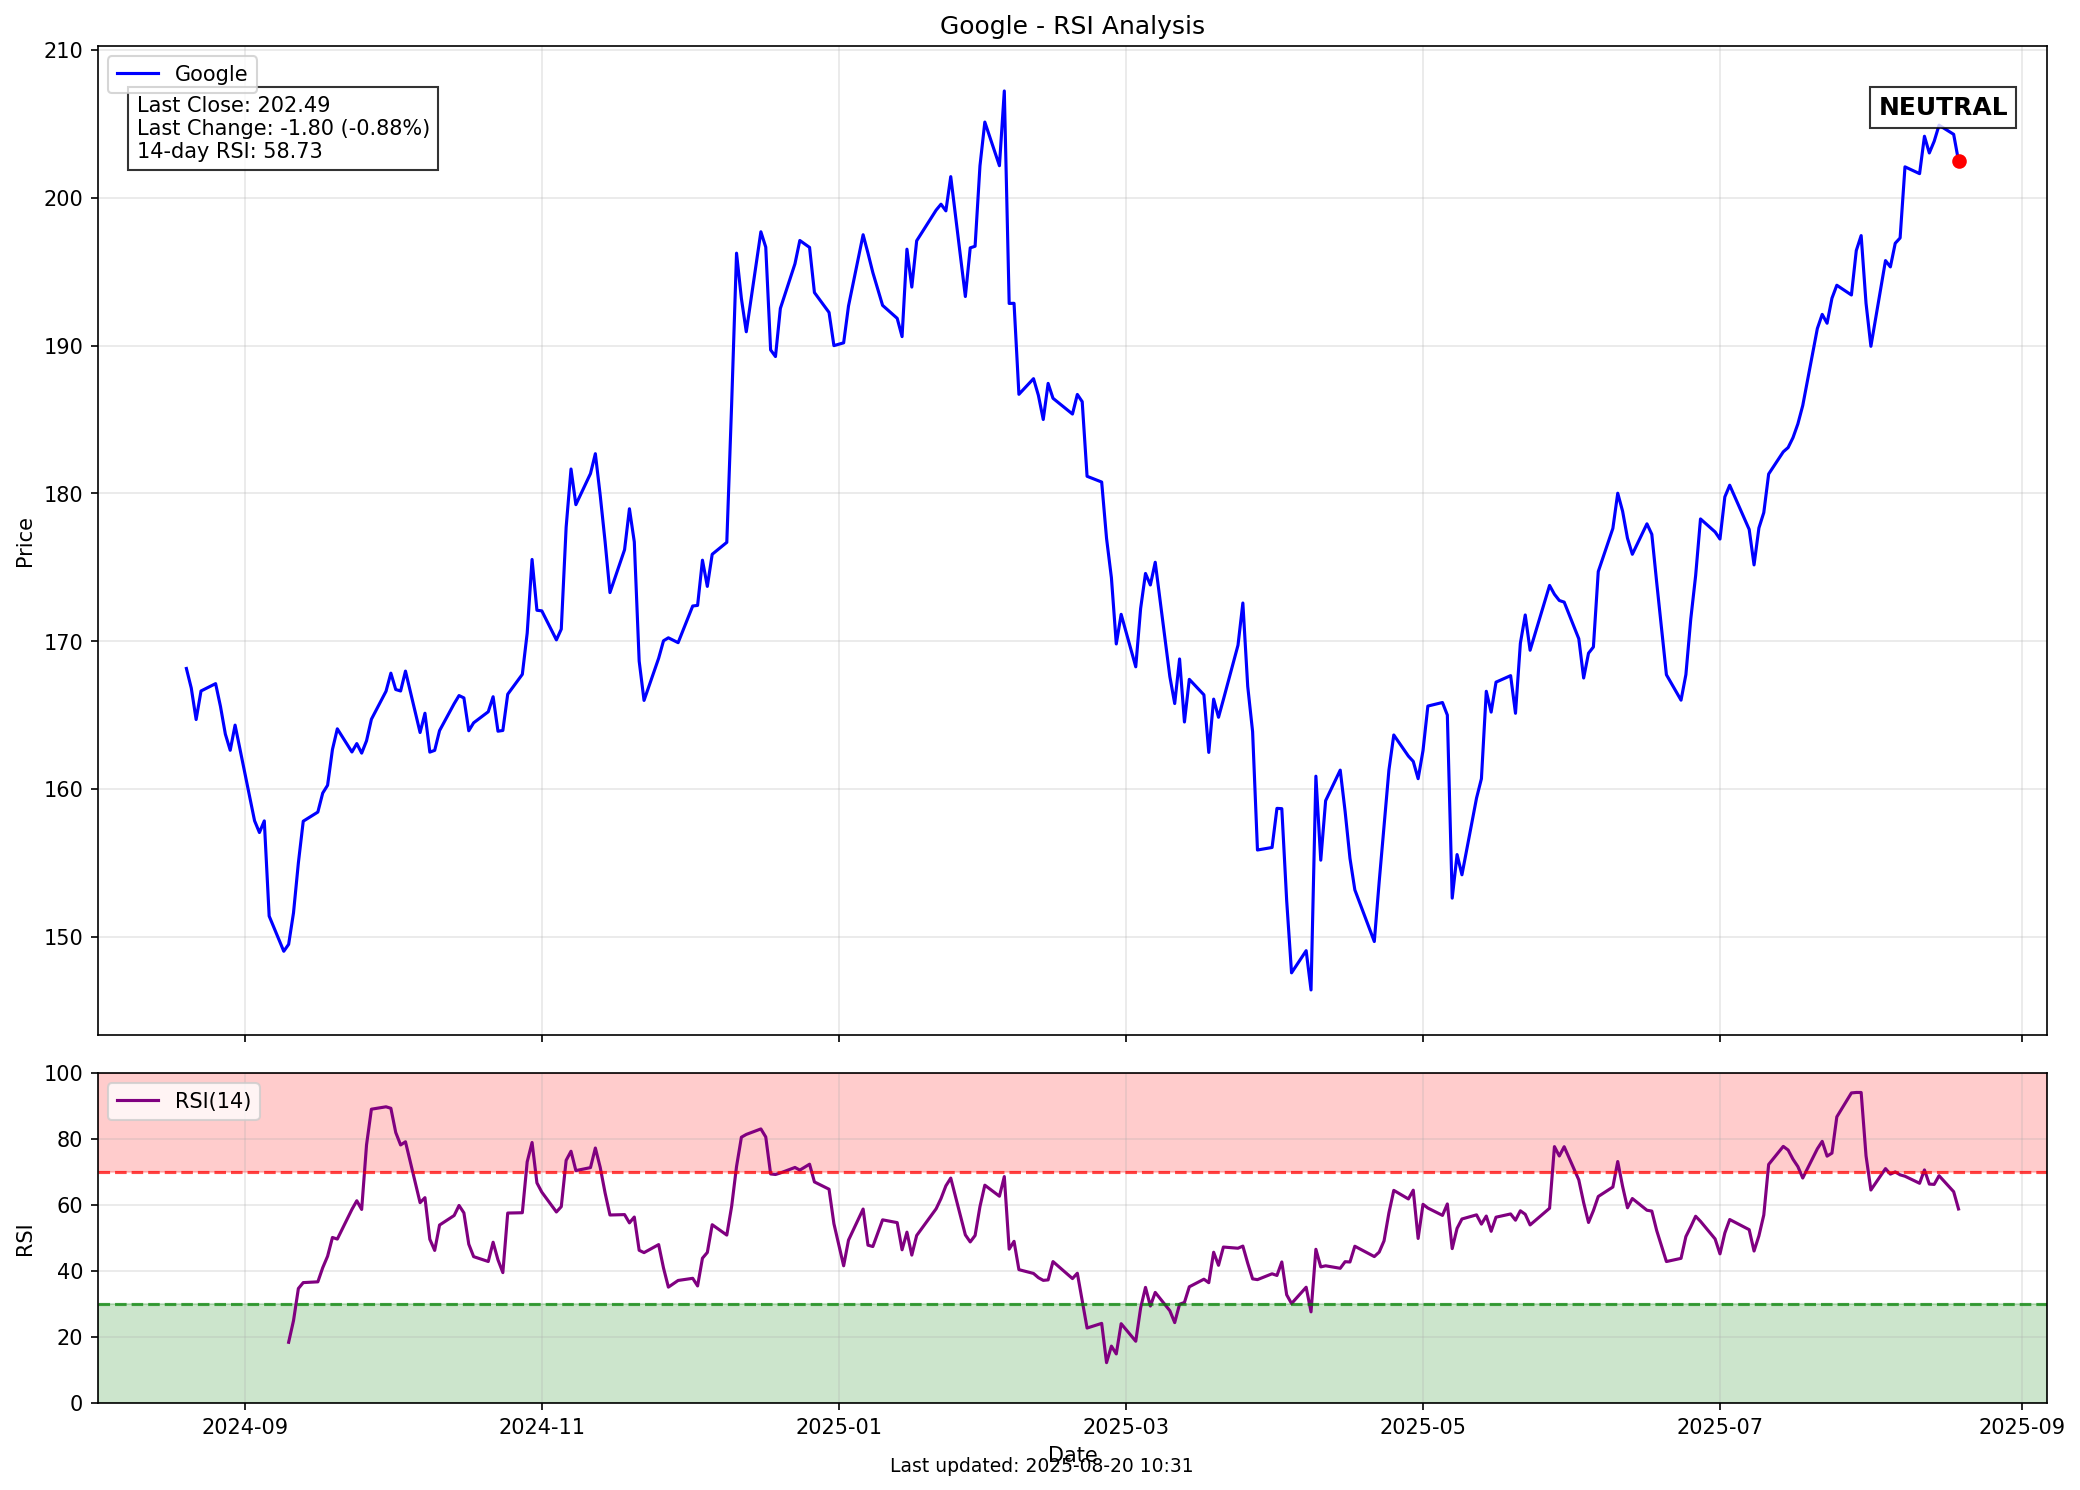 Google - RSI Analysis
Google
Last Close: 202.49
Last Change: -1.80 (-0.88%)
14-day RSI: 58.73
NEUTRAL
210
200
190
180
170
160
150
Price
RSI(14)
100
80
60
40
20
0
RSI
2024-09 2024-11 2025-01 2025-03 2025-05 2025-07 2025-09
Date
Last updated: 2025-08-20 10:31